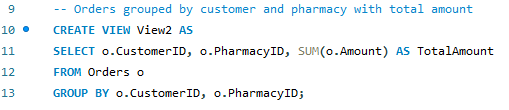 9 -- Orders grouped by customer and pharmacy with total amount
10 CREATE VIEW View2 AS
11 SELECT o.CustomerID, o.PharmacyID, SUM(o.Amount) AS TotalAmount
12 FROM Orders o
13 GROUP BY o.CustomerID, o.PharmacyID;